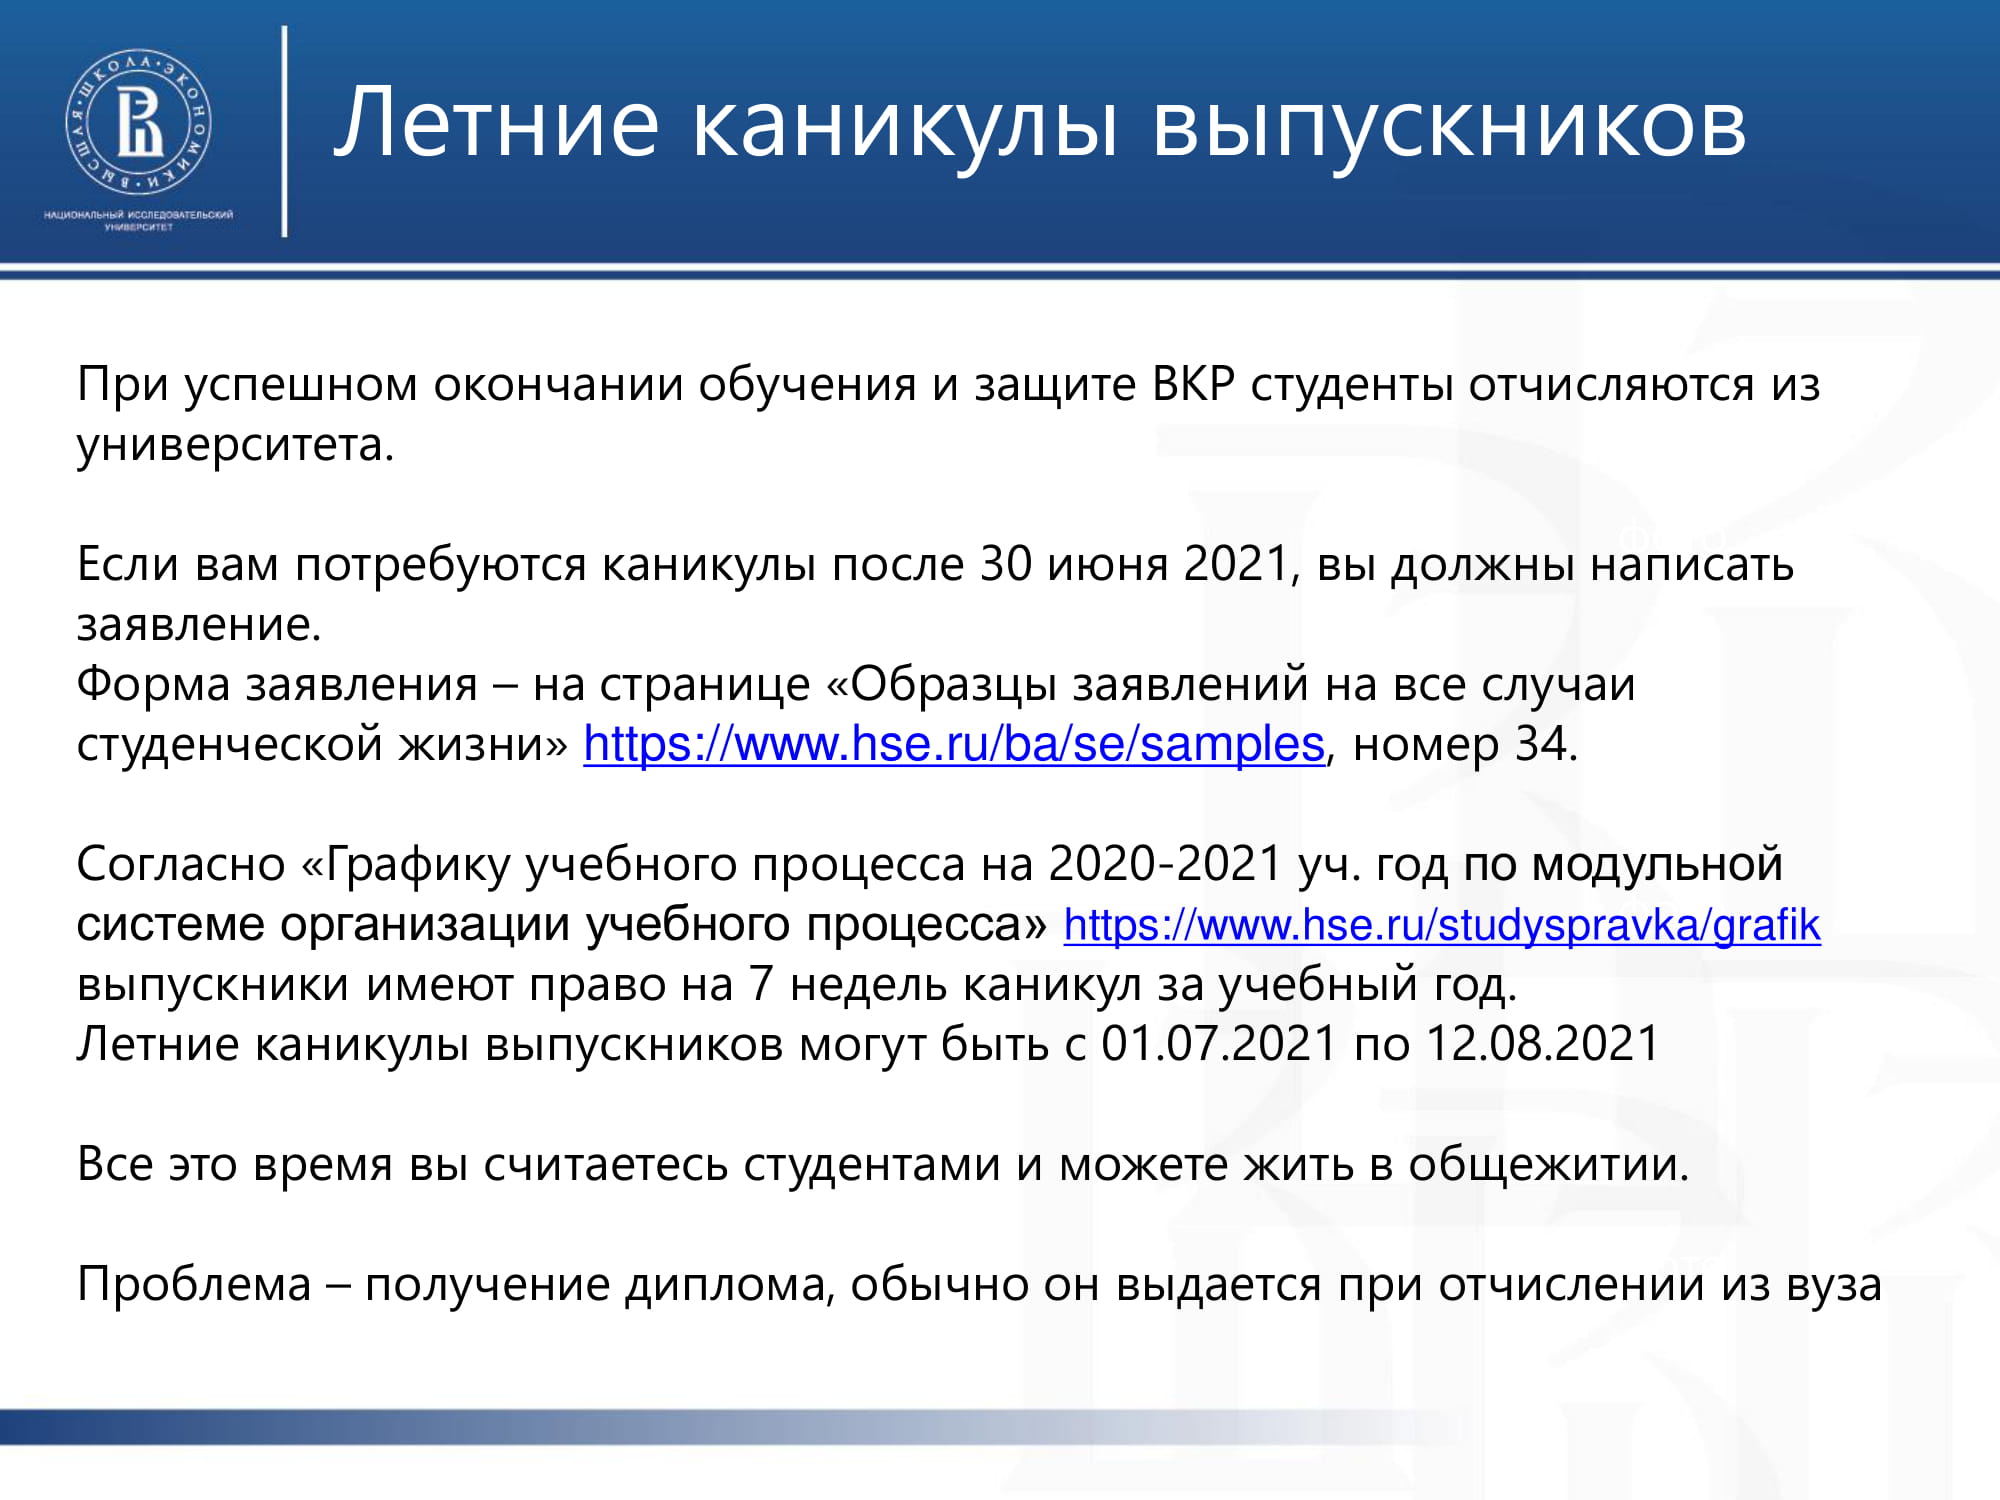 ВЫСШАЯ · ШКОЛА · ЭКОНОМИКИ
НАЦИОНАЛЬНЫЙ ИССЛЕДОВАТЕЛЬСКИЙ
УНИВЕРСИТЕТ
Летние каникулы выпускников
При успешном окончании обучения и защите ВКР студенты отчисляются из
университета.
Если вам потребуются каникулы после 30 июня 2021, вы должны написать
заявление.
Форма заявления – на странице «Образцы заявлений на все случаи
студенческой жизни» https://www.hse.ru/ba/se/samples, номер 34.
Согласно «Графику учебного процесса на 2020-2021 уч. год по модульной
системе организации учебного процесса» https://www.hse.ru/studyspravka/grafik
выпускники имеют право на 7 недель каникул за учебный год.
Летние каникулы выпускников могут быть с 01.07.2021 по 12.08.2021
Все это время вы считаетесь студентами и можете жить в общежитии.
Проблема – получение диплома, обычно он выдается при отчислении из вуза